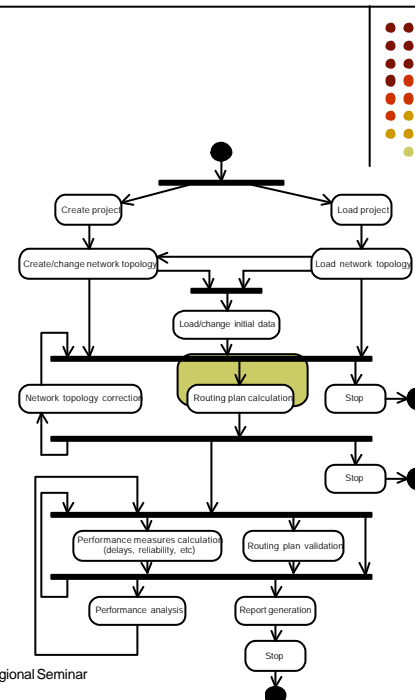 Create project
Load project
Create/change network topology
Load network topology
Load/change initial data
Network topology correction
Routing plan calculation
Stop
Stop
Performance measures calculation
(delays, reliability, etc)
Routing plan validation
Performance analysis
Report generation
Stop
gional Seminar